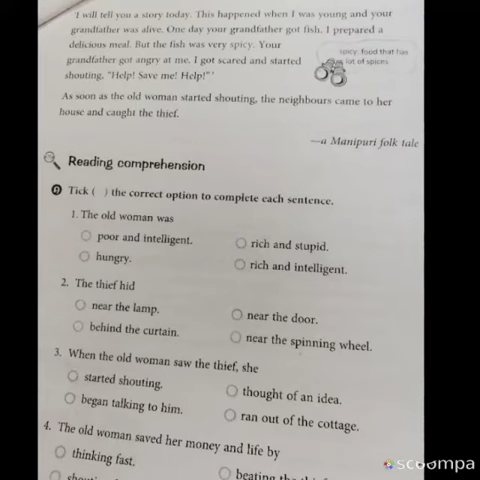 'I will tell you a story today. This happened when I was young and your
grandfather was alive. One day your grandfather got fish. I prepared a
delicious meal. But the fish was very spicy. Your
grandfather got angry at me. I got scared and started
shouting, "Help! Save me! Help!"'
spicy: food that has
lot of spices
As soon as the old woman started shouting, the neighbours came to her
house and caught the thief.
—a Manipuri folk tale
Reading comprehension
Tick ( ) the correct option to complete each sentence.
1. The old woman was
poor and intelligent.
rich and stupid.
hungry.
rich and intelligent.
2. The thief hid
near the lamp.
near the door.
behind the curtain.
near the spinning wheel.
3. When the old woman saw the thief, she
started shouting.
thought of an idea.
began talking to him.
ran out of the cottage.
4. The old woman saved her money and life by
thinking fast.
beating the
scoompa